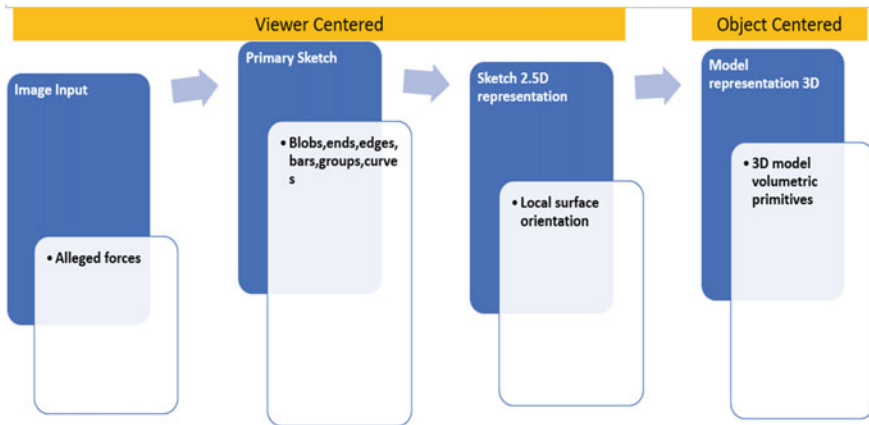 Viewer Centered
Object Centered
Image Input
• Alleged forces
Primary Sketch
• Blobs,ends,edges,
bars,groups,curve
s
Sketch 2.5D
representation
• Local surface
orientation
Model
representation 3D
• 3D model
volumetric
primitives